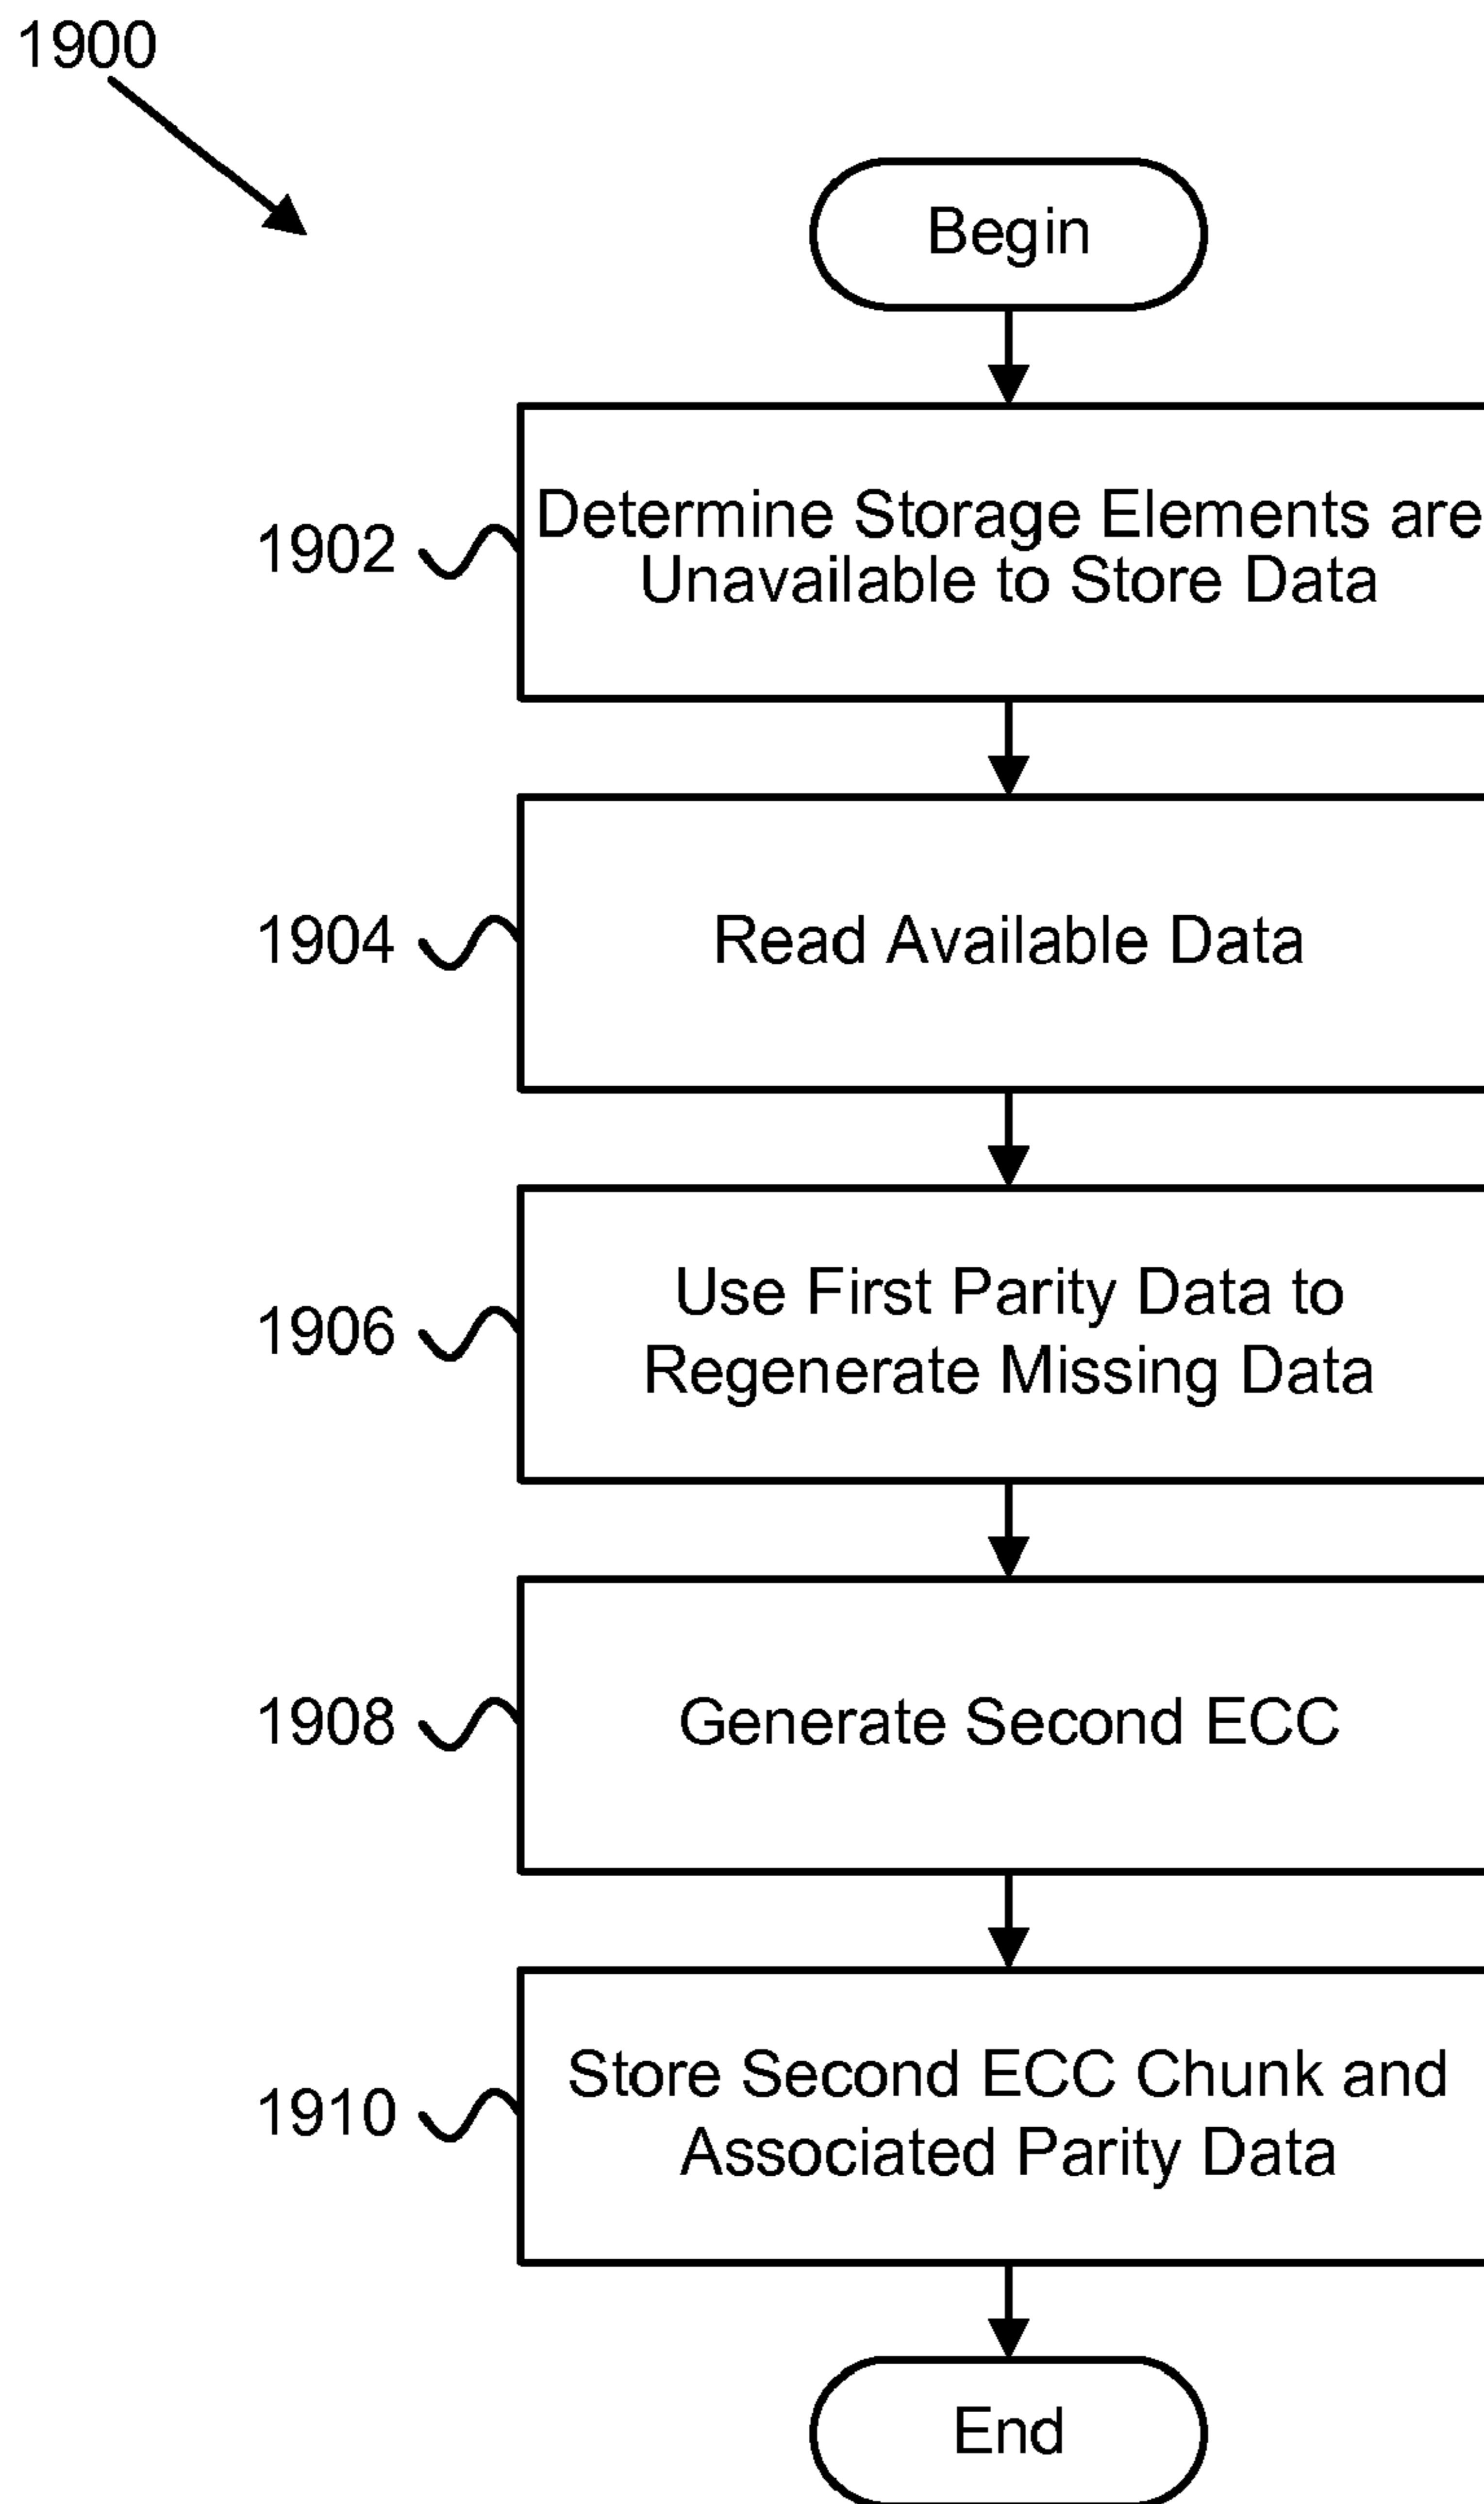 1900
Begin
1902
Determine Storage Elements are
Unavailable to Store Data
1904
Read Available Data
1906
Use First Parity Data to
Regenerate Missing Data
1908
Generate Second ECC
1910
Store Second ECC Chunk and
Associated Parity Data
End